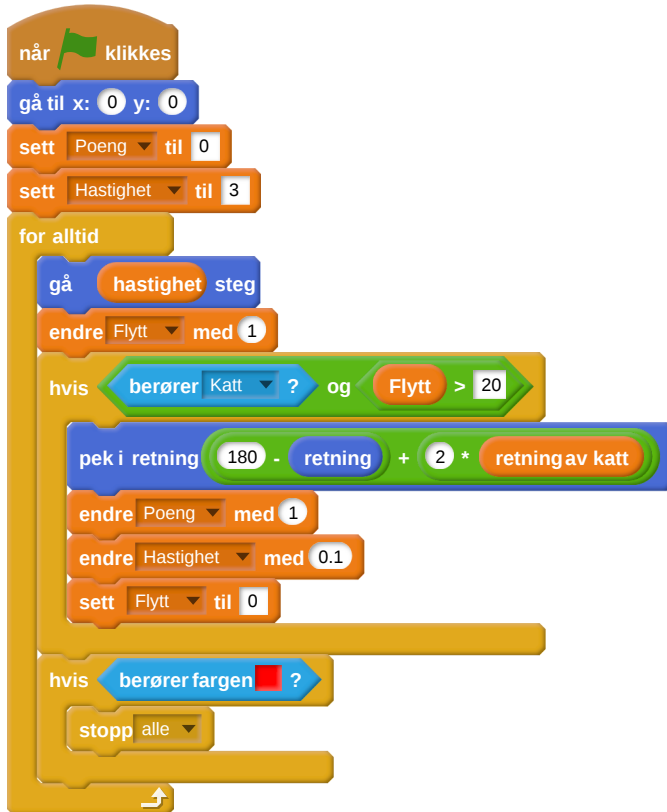 når klikkes
gå til x: 0 y: 0
sett Poeng til 0
sett Hastighet til 3
for alltid
gå hastighet steg
endre Flytt med 1
hvis berører Katt ? og Flytt > 20
pek i retning 180 - retning + 2 * retning av katt
endre Poeng med 1
endre Hastighet med 0.1
sett Flytt til 0
hvis berører fargen ?
stopp alle